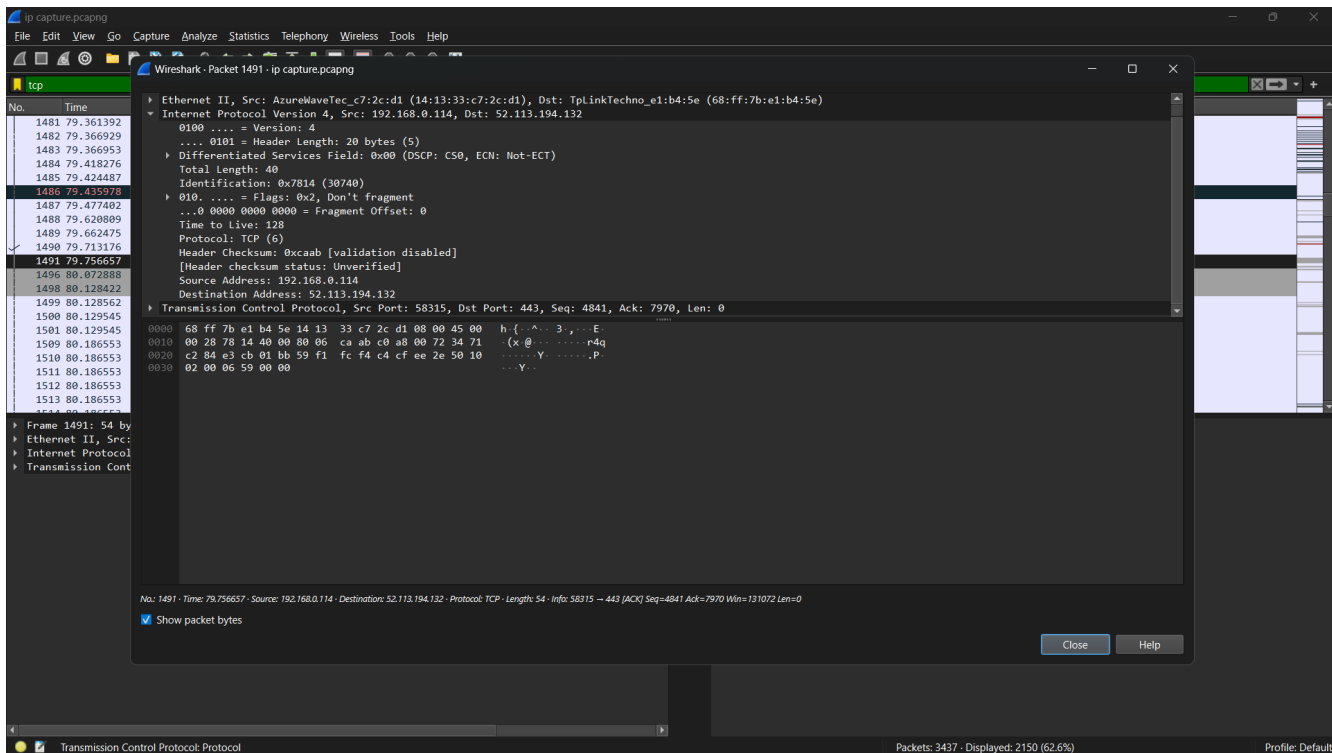 ip capture.pcapng
File Edit View Go Capture Analyze Statistics Telephony Wireless Tools Help
tcp
No. Time
1481 79.361392
1482 79.366929
1483 79.366953
1484 79.418276
1485 79.424487
1486 79.435978
1487 79.477402
1488 79.620809
1489 79.662475
1490 79.713176
1491 79.756657
1496 80.072888
1498 80.128422
1499 80.128562
1500 80.129545
1501 80.129545
1509 80.186553
1510 80.186553
1511 80.186553
1512 80.186553
1513 80.186553
1514 80.186553
Frame 1491: 54 by
Ethernet II, Src:
Internet Protocol
Transmission Cont
Wireshark · Packet 1491 · ip capture.pcapng
Ethernet II, Src: AzureWaveTec_c7:2c:d1 (14:13:33:c7:2c:d1), Dst: TpLinkTechno_e1:b4:5e (68:ff:7b:e1:b4:5e)
Internet Protocol Version 4, Src: 192.168.0.114, Dst: 52.113.194.132
0100 .... = Version: 4
.... 0101 = Header Length: 20 bytes (5)
Differentiated Services Field: 0x00 (DSCP: CS0, ECN: Not-ECT)
Total Length: 40
Identification: 0x7814 (30740)
010. .... = Flags: 0x2, Don't fragment
...0 0000 0000 0000 = Fragment Offset: 0
Time to Live: 128
Protocol: TCP (6)
Header Checksum: 0xcaab [validation disabled]
[Header checksum status: Unverified]
Source Address: 192.168.0.114
Destination Address: 52.113.194.132
Transmission Control Protocol, Src Port: 58315, Dst Port: 443, Seq: 4841, Ack: 7970, Len: 0
0000 68 ff 7b e1 b4 5e 14 13 33 c7 2c d1 08 00 45 00 h·{··^·· 3·,···E·
0010 00 28 78 14 40 00 80 06 ca ab c0 a8 00 72 34 71 ·(x·@··· ·····r4q
0020 c2 84 e3 cb 01 bb 59 f1 fc f4 c4 cf ee 2e 50 10 ······Y· ·····.P·
0030 02 00 06 59 00 00 ···Y··
No.: 1491 · Time: 79.756657 · Source: 192.168.0.114 · Destination: 52.113.194.132 · Protocol: TCP · Length: 54 · Info: 58315 → 443 [ACK] Seq=4841 Ack=7970 Win=131072 Len=0
Show packet bytes
Close Help
Transmission Control Protocol: Protocol
Packets: 3437 · Displayed: 2150 (62.6%)
Profile: Default